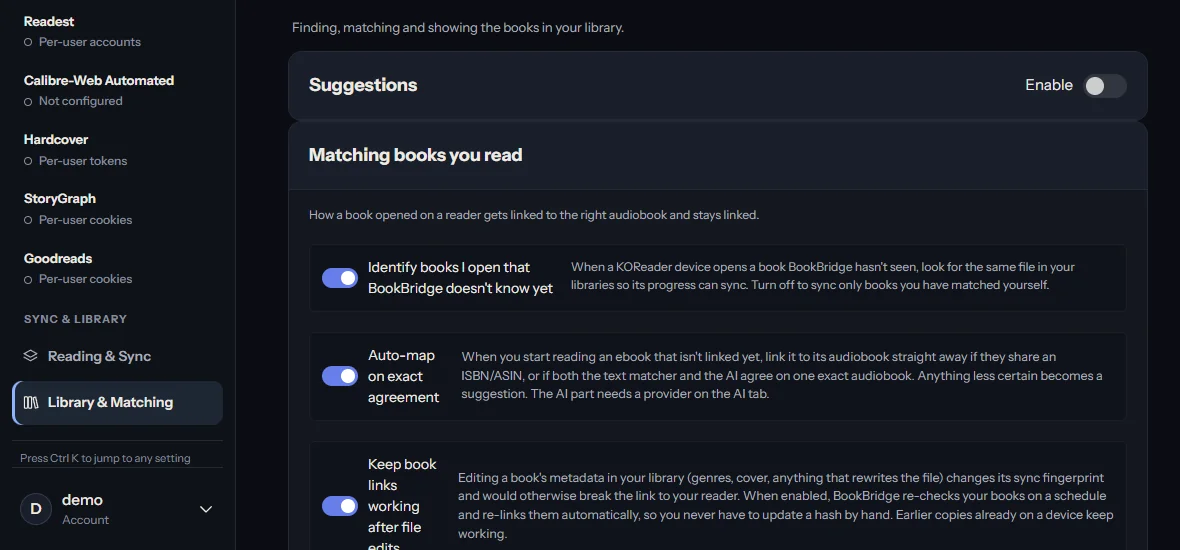 Readest
Per-user accounts
Calibre-Web Automated
Not configured
Hardcover
Per-user tokens
StoryGraph
Per-user cookies
Goodreads
Per-user cookies
SYNC & LIBRARY
Reading & Sync
Library & Matching
Press Ctrl K to jump to any setting
D
demo
Account
Finding, matching and showing the books in your library.
Suggestions
Enable
Matching books you read
How a book opened on a reader gets linked to the right audiobook and stays linked.
Identify books I open that
BookBridge doesn't know yet
When a KOReader device opens a book BookBridge hasn't seen, look for the same file in your
libraries so its progress can sync. Turn off to sync only books you have matched yourself.
Auto-map
on exact
agreement
When you start reading an ebook that isn't linked yet, link it to its audiobook straight away if they share an
ISBN/ASIN, or if both the text matcher and the AI agree on one exact audiobook. Anything less certain becomes a
suggestion. The AI part needs a provider on the AI tab.
Keep book
links
working
after file
edits
Editing a book's metadata in your library (genres, cover, anything that rewrites the file) changes its sync fingerprint
and would otherwise break the link to your reader. When enabled, BookBridge re-checks your books on a schedule
and re-links them automatically, so you never have to update a hash by hand. Earlier copies already on a device keep
working.